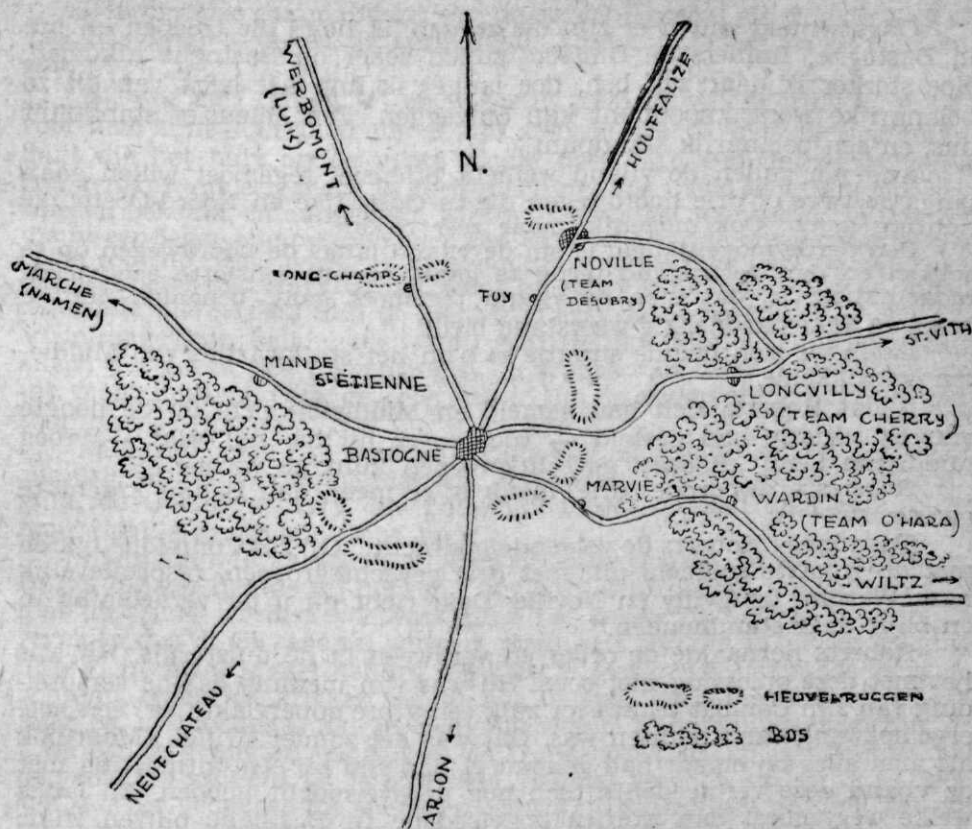 WERBOMONT
(LUIK)
N.
HOUFFALIZE
LONG-CHAMPS
FOY
NOVILLE
(TEAM
DESOBRY)
MARCHE
(NAMEN)
ST. VITH
MANDE
ST ÉTIENNE
LONGVILLY
(TEAM CHERRY)
BASTOGNE
MARVIE
WARDIN
(TEAM O'HARA)
WILTZ
NEUFCHATEAU
ARLON
HEUVELRUGGEN
BOS